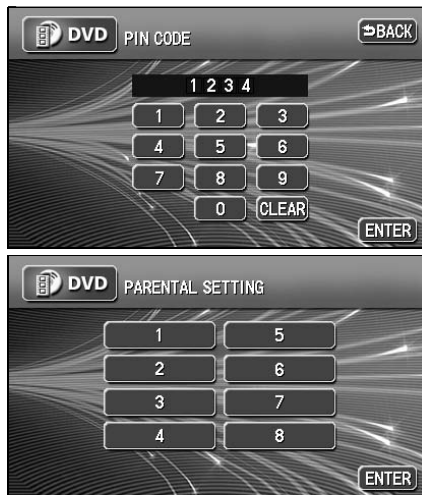 DVD PIN CODE BACK
1 2 3 4
1 2 3
4 5 6
7 8 9
0 CLEAR
ENTER
DVD PARENTAL SETTING
1 5
2 6
3 7
4 8
ENTER